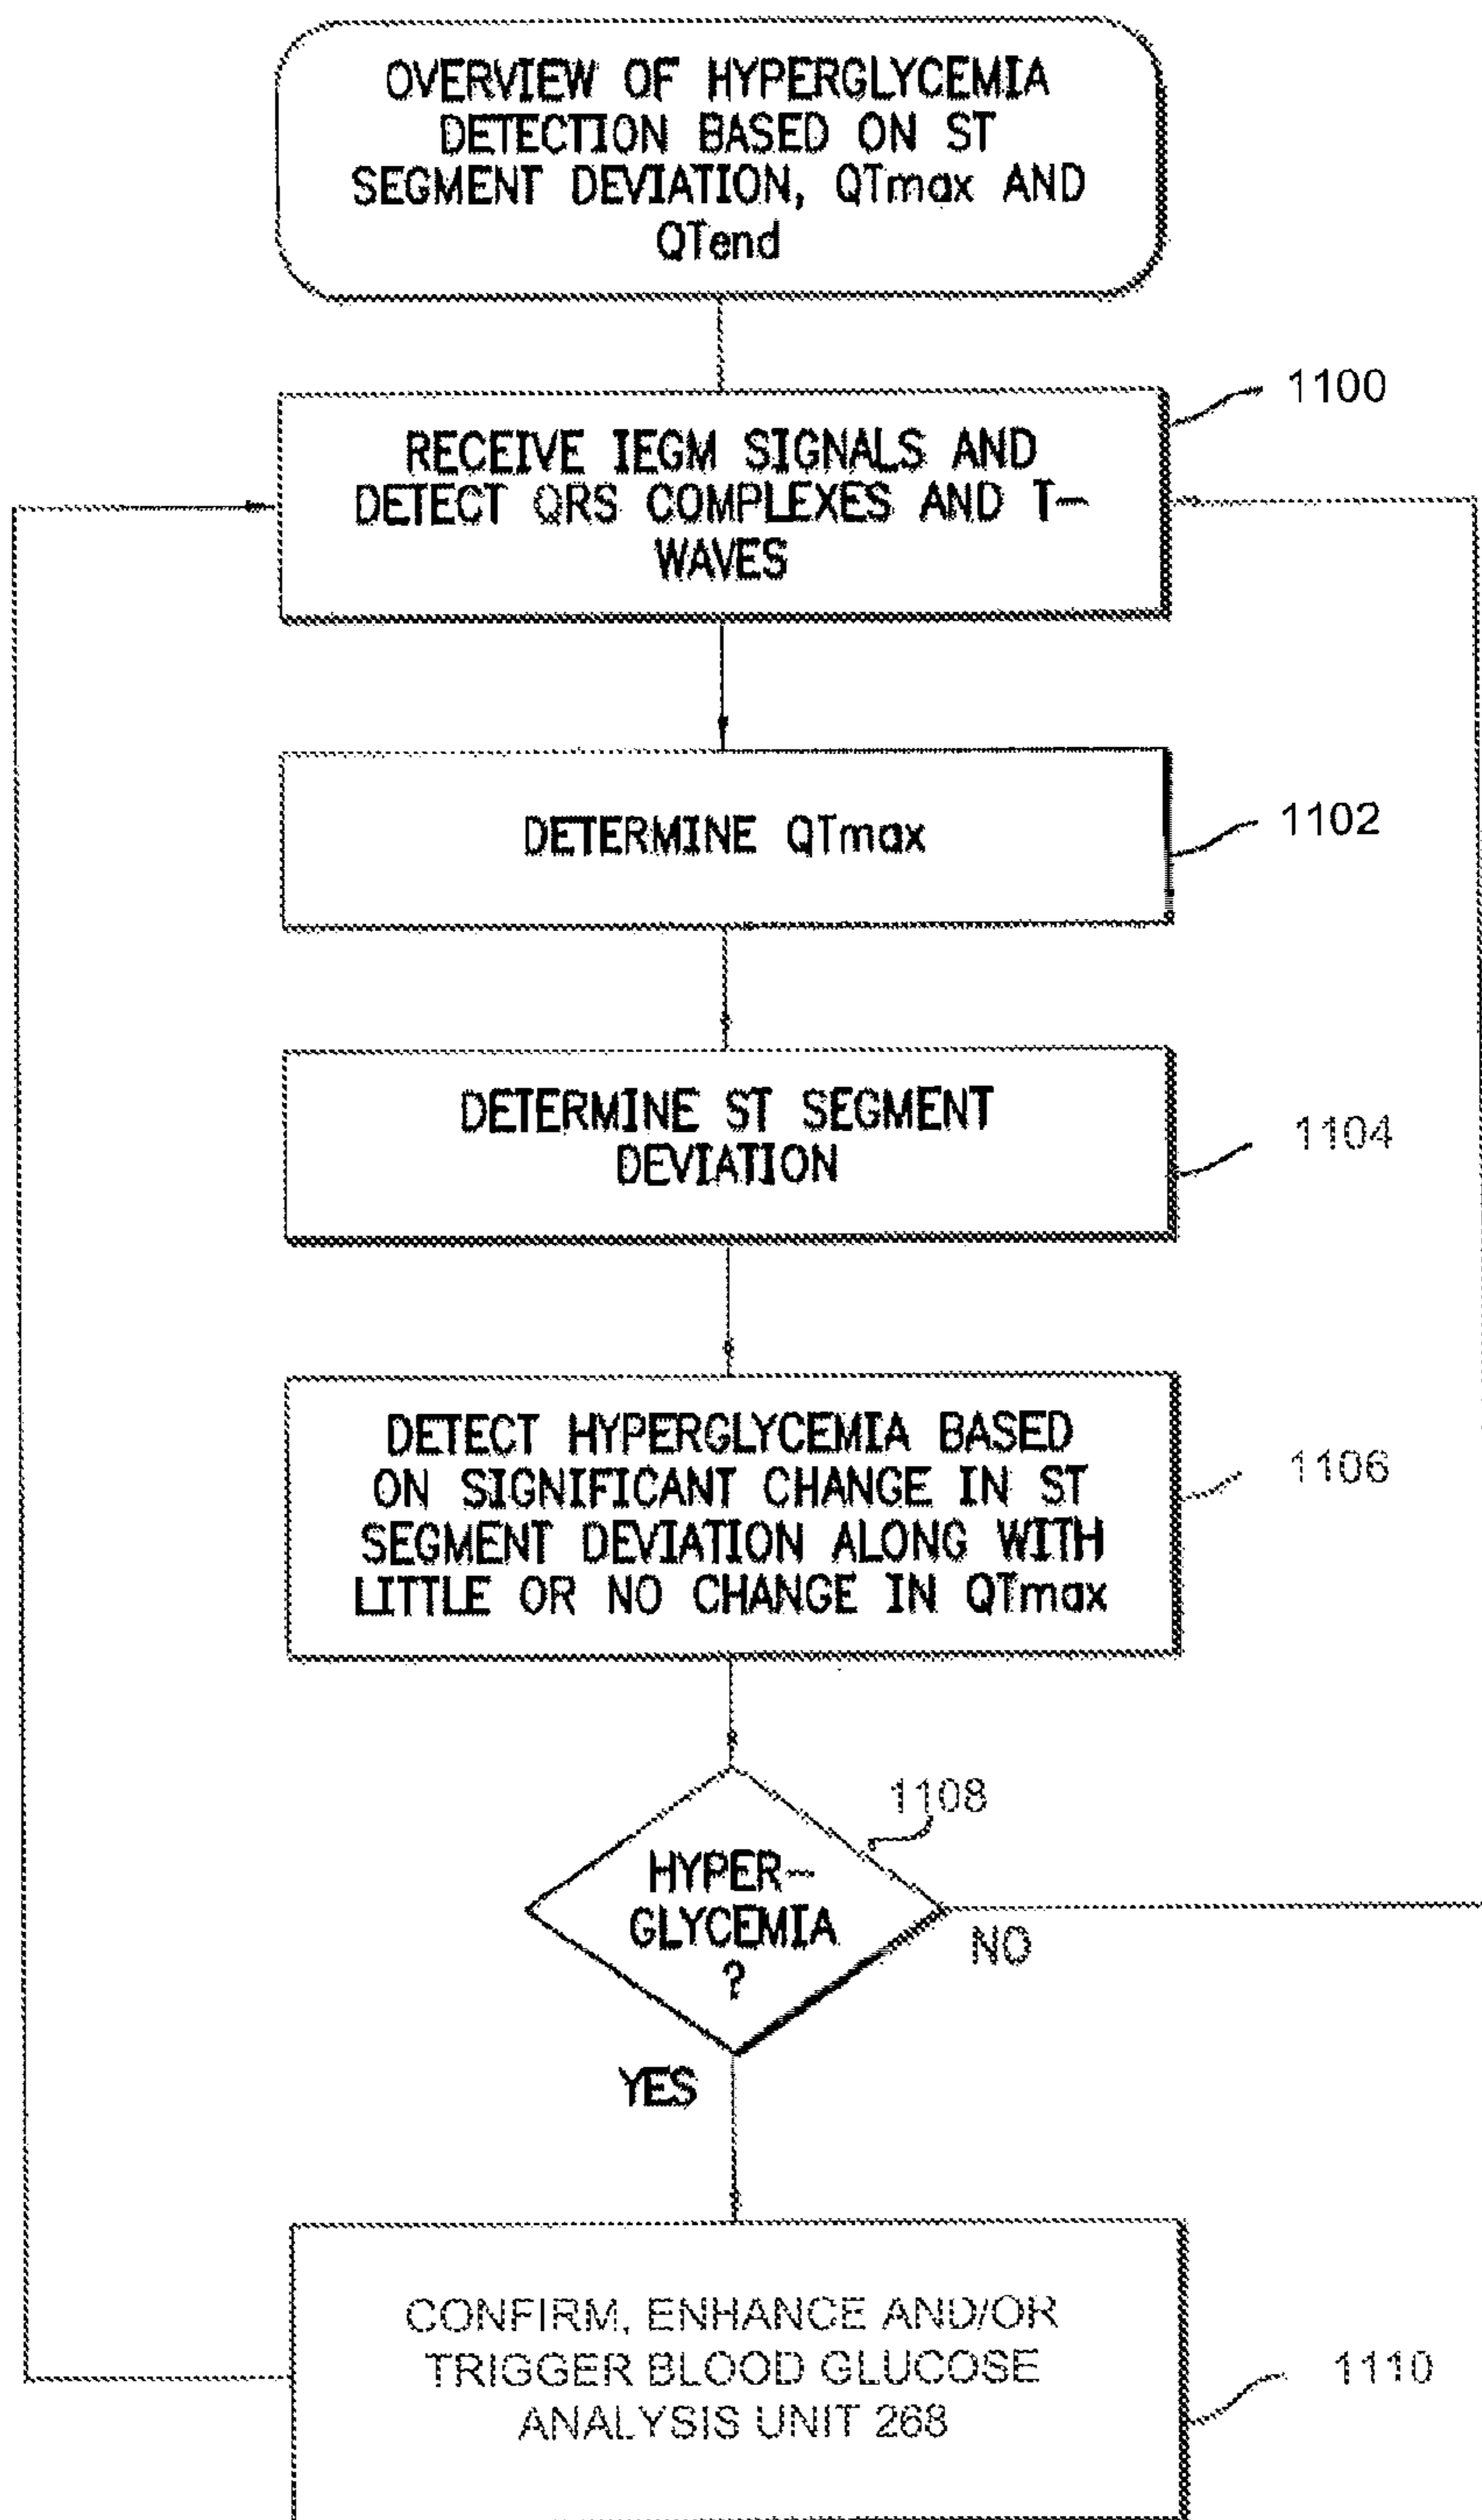 OVERVIEW OF HYPERGLYCEMIA
DETECTION BASED ON ST
SEGMENT DEVIATION, QTmax AND
QTend
1100
RECEIVE IEGM SIGNALS AND
DETECT QRS COMPLEXES AND T-
WAVES
DETERMINE QTmax
1102
DETERMINE ST SEGMENT
DEVIATION
1104
DETECT HYPERGLYCEMIA BASED
ON SIGNIFICANT CHANGE IN ST
SEGMENT DEVIATION ALONG WITH
LITTLE OR NO CHANGE IN QTmax
1106
1108
HYPER-
GLYCEMIA
?
NO
YES
CONFIRM, ENHANCE AND/OR
TRIGGER BLOOD GLUCOSE
ANALYSIS UNIT 268
1110